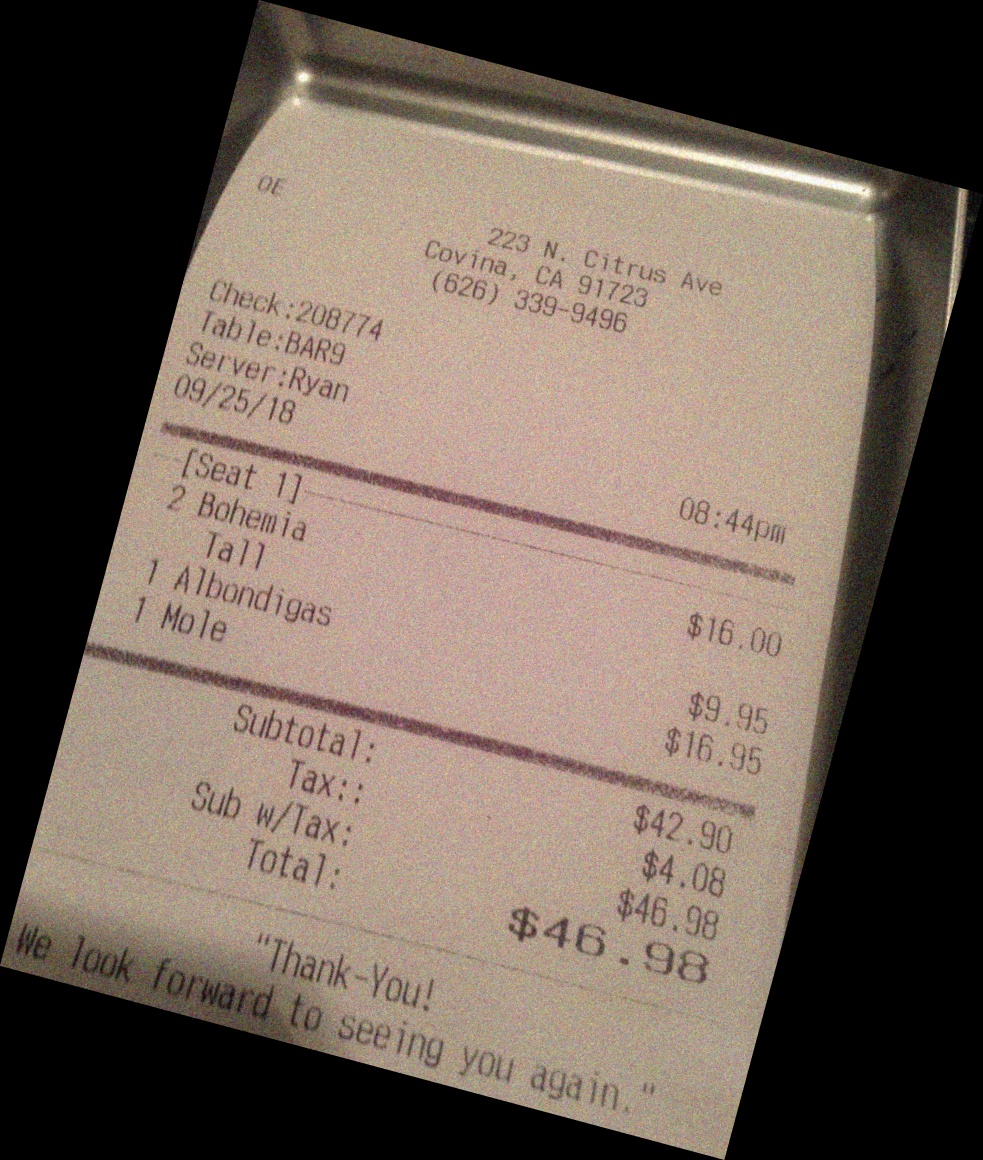 OE
223 N. Citrus Ave
Covina, CA 91723
(626) 339-9496
Check:208774
Table:BAR9
Server:Ryan
09/25/18 08:44pm
[Seat 1]
2 Bohemia $16.00
Tall
1 Albondigas $9.95
1 Mole $16.95
Subtotal: $42.90
Tax:: $4.08
Sub w/Tax: $46.98
Total: $46.98
"Thank-You!
We look forward to seeing you again."